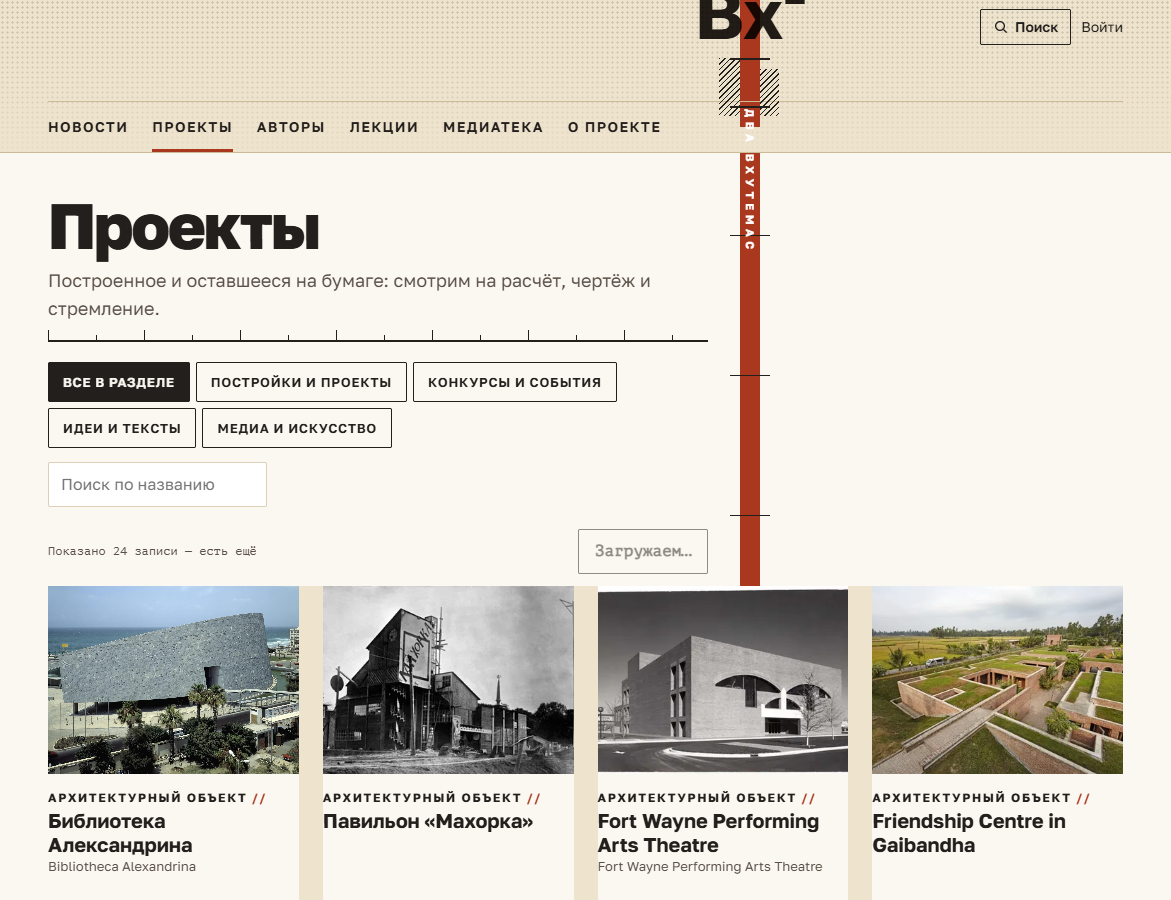 Вх
Поиск
Войти
НОВОСТИ ПРОЕКТЫ АВТОРЫ ЛЕКЦИИ МЕДИАТЕКА О ПРОЕКТЕ
ДВА ВХУТЕМАС
Проекты
Построенное и оставшееся на бумаге: смотрим на расчёт, чертёж и
стремление.
ВСЕ В РАЗДЕЛЕ ПОСТРОЙКИ И ПРОЕКТЫ КОНКУРСЫ И СОБЫТИЯ
ИДЕИ И ТЕКСТЫ МЕДИА И ИСКУССТВО
Поиск по названию
Показано 24 записи — есть ещё
Загружаем…
МАХОРКА
АРХИТЕКТУРНЫЙ ОБЪЕКТ //
Библиотека
Александрина
Bibliotheca Alexandrina
АРХИТЕКТУРНЫЙ ОБЪЕКТ //
Павильон «Махорка»
АРХИТЕКТУРНЫЙ ОБЪЕКТ //
Fort Wayne Performing
Arts Theatre
Fort Wayne Performing Arts Theatre
АРХИТЕКТУРНЫЙ ОБЪЕКТ //
Friendship Centre in
Gaibandha